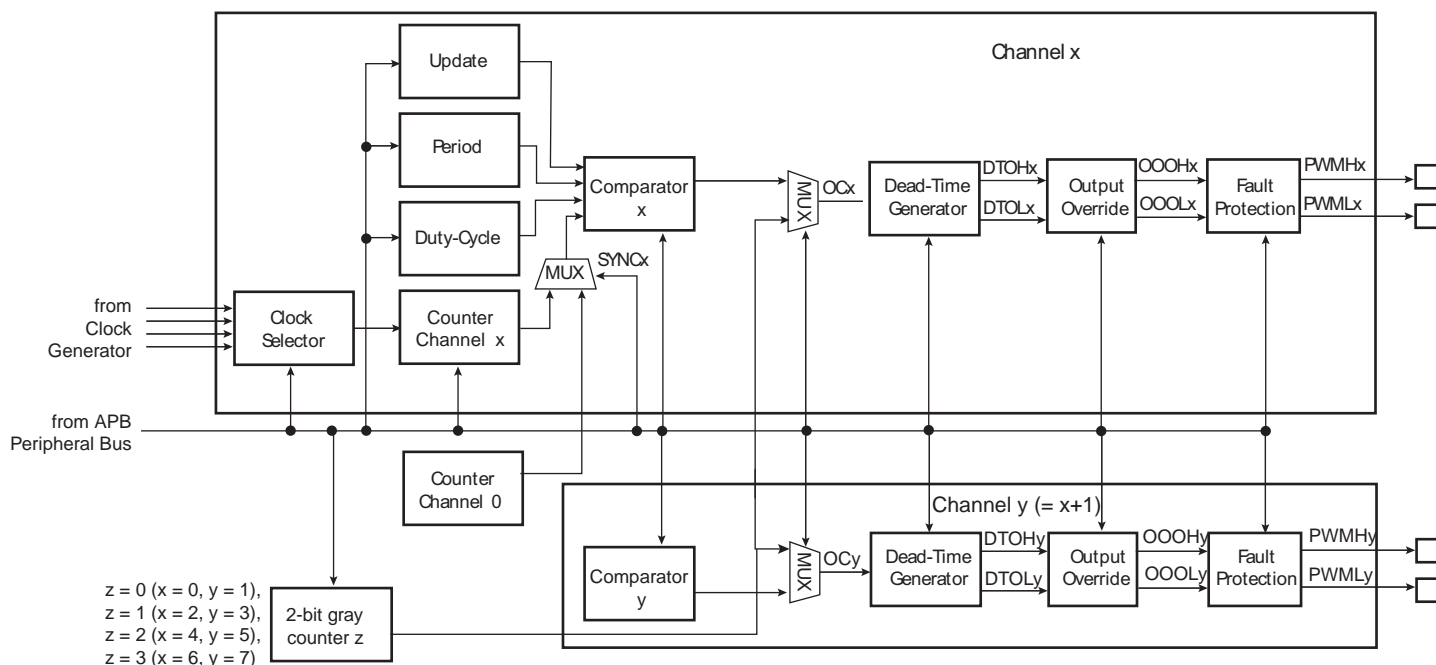 Channel x
Update
Period
Duty-Cycle
Comparator
x
MUX
SYNCx
MUX
OCx
Dead-Time
Generator
DTOHx
DTOLx
Output
Override
OOOHx
OOOLx
Fault
Protection
PWMHx
PWMLx
from
Clock
Generator
Clock
Selector
Counter
Channel x
from APB
Peripheral Bus
Counter
Channel 0
Channel y (= x+1)
Comparator
y
MUX
OCy
Dead-Time
Generator
DTOHy
DTOLy
Output
Override
OOOHy
OOOLy
Fault
Protection
PWMHy
PWMLy
z = 0 (x = 0, y = 1),
z = 1 (x = 2, y = 3),
z = 2 (x = 4, y = 5),
z = 3 (x = 6, y = 7)
2-bit gray
counter z